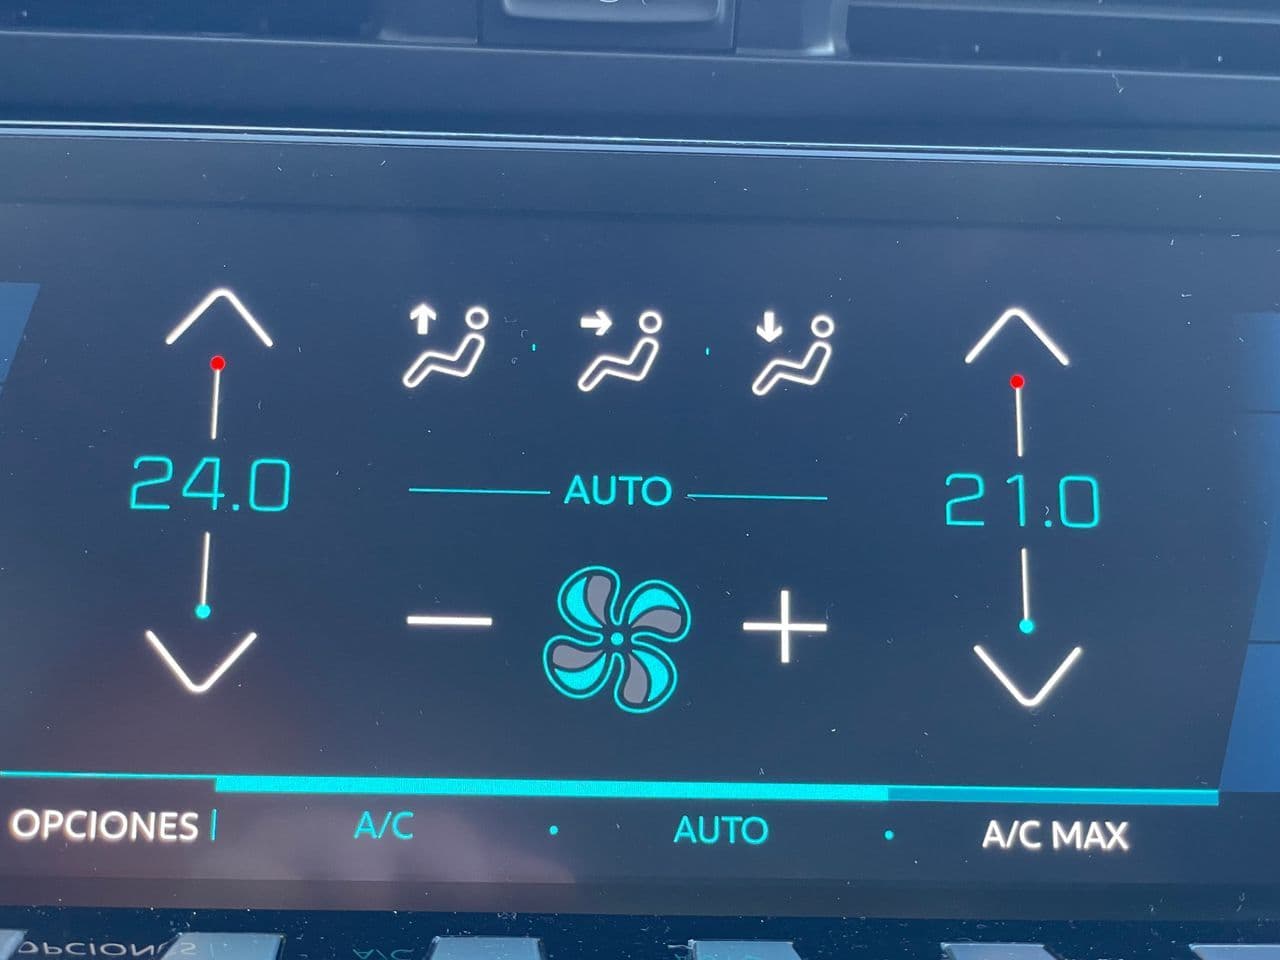 24.0
AUTO
21.0
OPCIONES
A/C
AUTO
A/C MAX